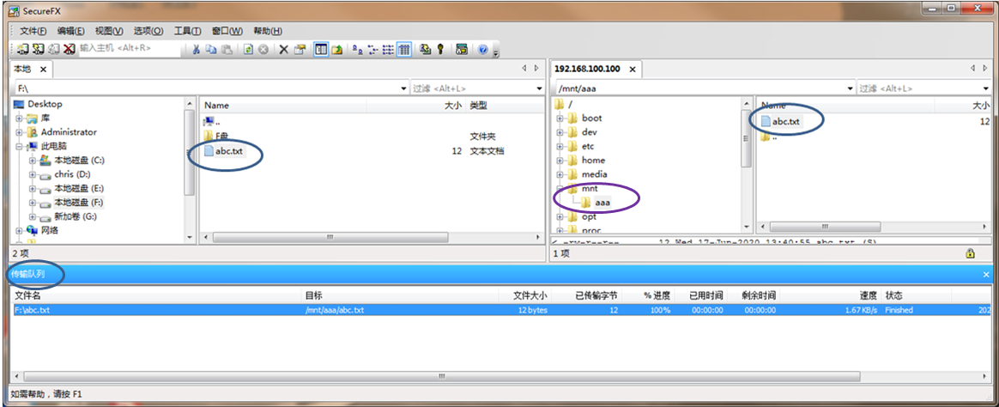 SecureFX
文件(F) 编辑(E) 视图(V) 选项(O) 工具(T) 窗口(W) 帮助(H)
输入主机 <Alt+R>
本地
F:\ 过滤 <Alt+L>
Desktop
库
Administrator
此电脑
本地磁盘 (C:)
chris (D:)
本地磁盘 (E:)
本地磁盘 (F:)
新加卷 (G:)
网络
Name 大小 类型
..
F盘 文件夹
abc.txt 12 文本文档
2 项
192.168.100.100
/mnt/aaa 过滤 <Alt+L>
/
boot
dev
etc
home
media
mnt
aaa
opt
proc
Name 大小
abc.txt 12
..
12 Wed 17-Jun-2020 13:40:55 abc.txt (S)
1 项
传输队列
文件名 目标 文件大小 已传输字节 % 进度 已用时间 剩余时间 速度 状态
F:\abc.txt /mnt/aaa/abc.txt 12 bytes 12 100% 00:00:00 00:00:00 1.67 KB/s Finished 202
如需帮助，请按 F1